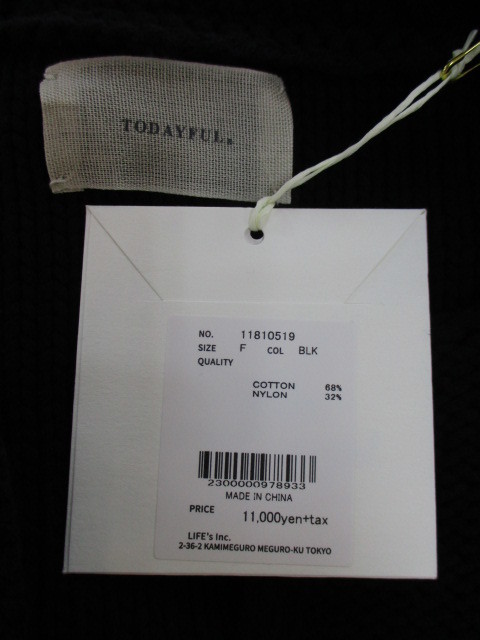 TODAYFUL.
NO. 11810519
SIZE F COL BLK
QUALITY
COTTON 68%
NYLON 32%
2300000978933
MADE IN CHINA
PRICE 11,000yen+tax
LIFE's Inc.
2-36-2 KAMIMEGURO MEGURO-KU TOKYO